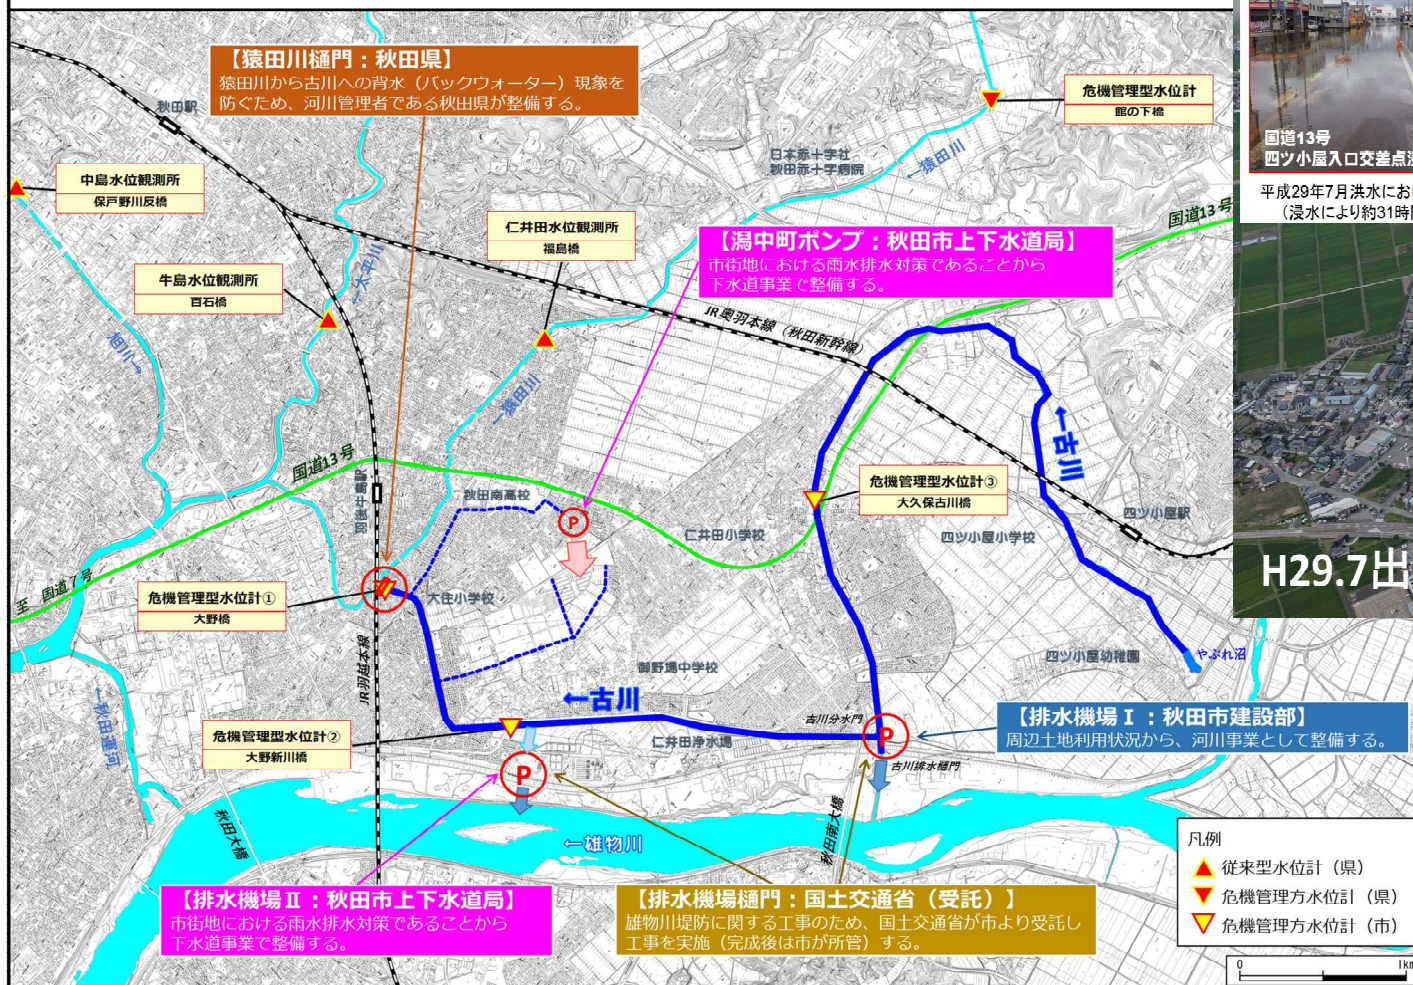 【猿田川樋門：秋田県】
猿田川から古川への背水（バックウォーター）現象を
防ぐため、河川管理者である秋田県が整備する。
危機管理型水位計
館の下橋
国道13号
四ツ小屋入口交差点
平成29年7月洪水にお
（浸水により約31時
秋田駅
中島水位観測所
保戸野川反橋
日本赤十字社
秋田赤十字病院
←猿田川
国道13号
仁井田水位観測所
福島橋
【潟中町ポンプ：秋田市上下水道局】
市街地における雨水排水対策であることから
下水道事業で整備する。
牛島水位観測所
百石橋
←太平川
旭川→
JR奥羽本線（秋田新幹線）
←猿田川
←古川
国道13号
羽後牛島駅
秋田南高校
P
仁井田小学校
危機管理型水位計③
大久保古川橋
四ツ小屋小学校
四ツ小屋駅
H29.7出
至 国道7号
危機管理型水位計①
大野橋
大住小学校
JR羽越本線
御野場中学校
四ツ小屋幼稚園
やぶれ沼
←古川
←秋田運河
危機管理型水位計②
大野新川橋
仁井田浄水場
古川分水門
P
古川排水樋門
【排水機場Ⅰ：秋田市建設部】
周辺土地利用状況から、河川事業として整備する。
P
秋田大橋
←雄物川
秋田南大橋
【排水機場Ⅱ：秋田市上下水道局】
市街地における雨水排水対策であることから
下水道事業で整備する。
【排水機場樋門：国土交通省（受託）】
雄物川堤防に関する工事のため、国土交通省が市より受託し
工事を実施（完成後は市が所管）する。
凡例
従来型水位計（県）
危機管理方水位計（県）
危機管理方水位計（市）
0 1km